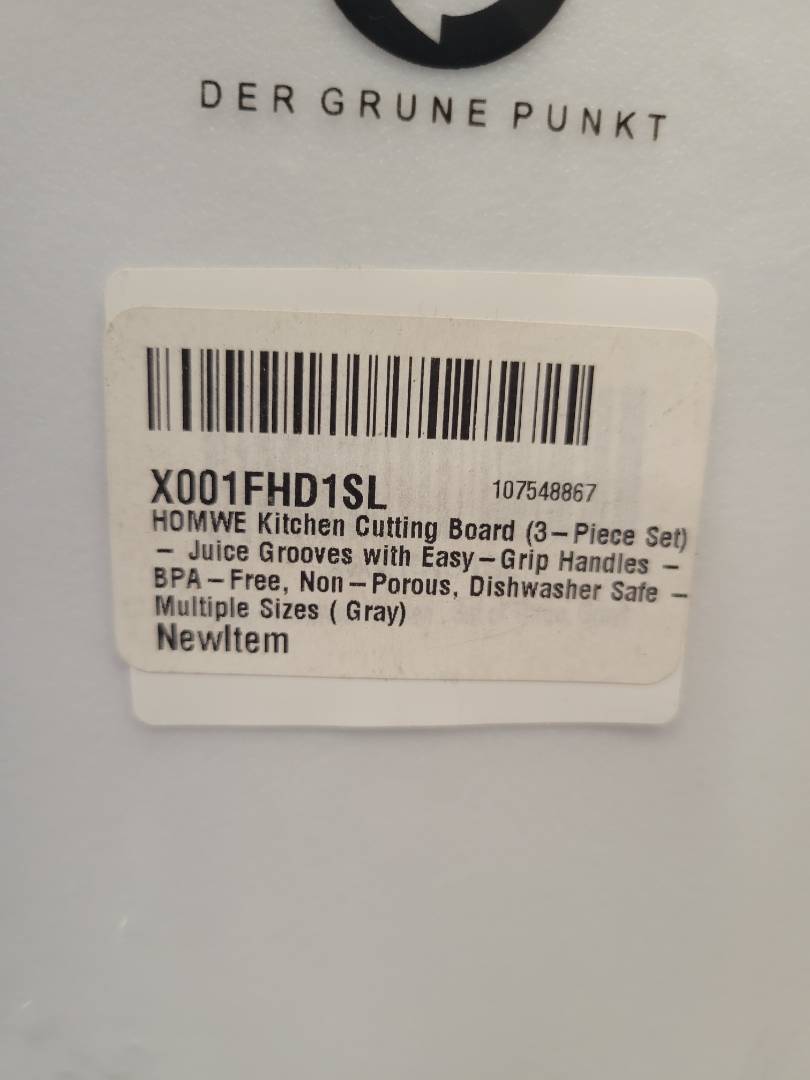 DER GRUNE PUNKT
X001FHD1SL 107548867
HOMWE Kitchen Cutting Board (3-Piece Set)
- Juice Grooves with Easy-Grip Handles -
BPA-Free, Non-Porous, Dishwasher Safe -
Multiple Sizes ( Gray)
NewItem